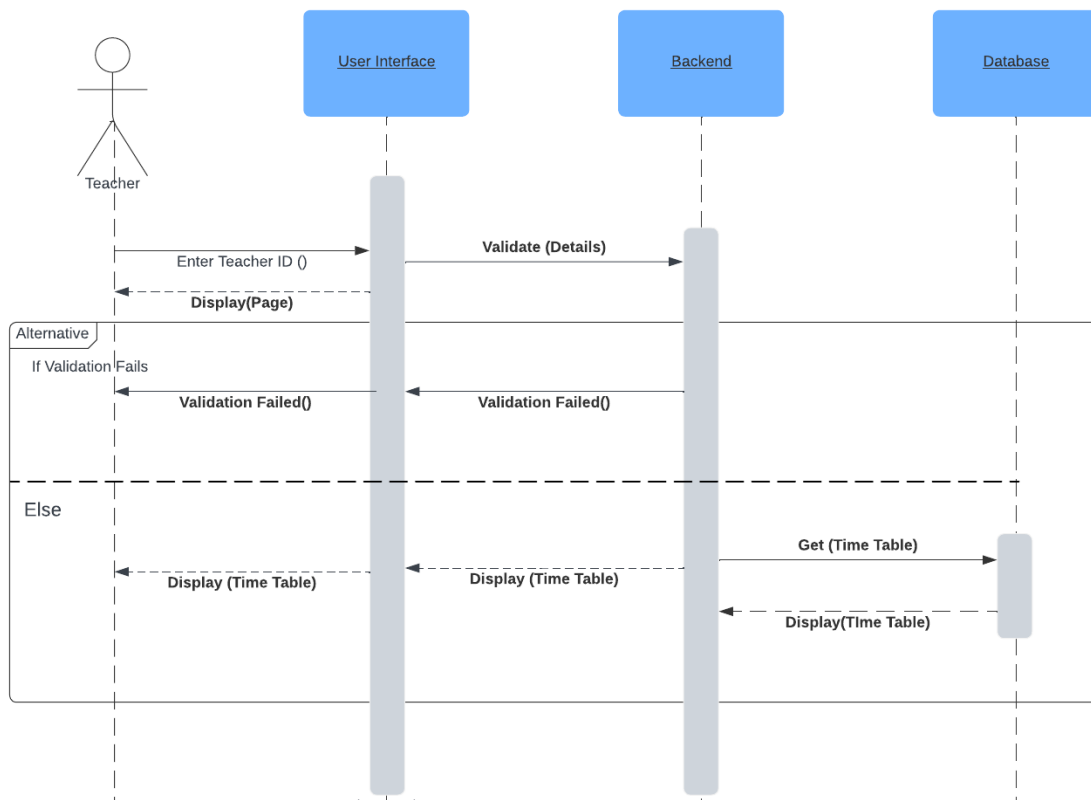 User Interface
Backend
Database
Teacher
Validate (Details)
Enter Teacher ID ()
Display(Page)
Alternative
If Validation Fails
Validation Failed()
Validation Failed()
Else
Get (Time Table)
Display (Time Table)
Display (Time Table)
Display(TIme Table)